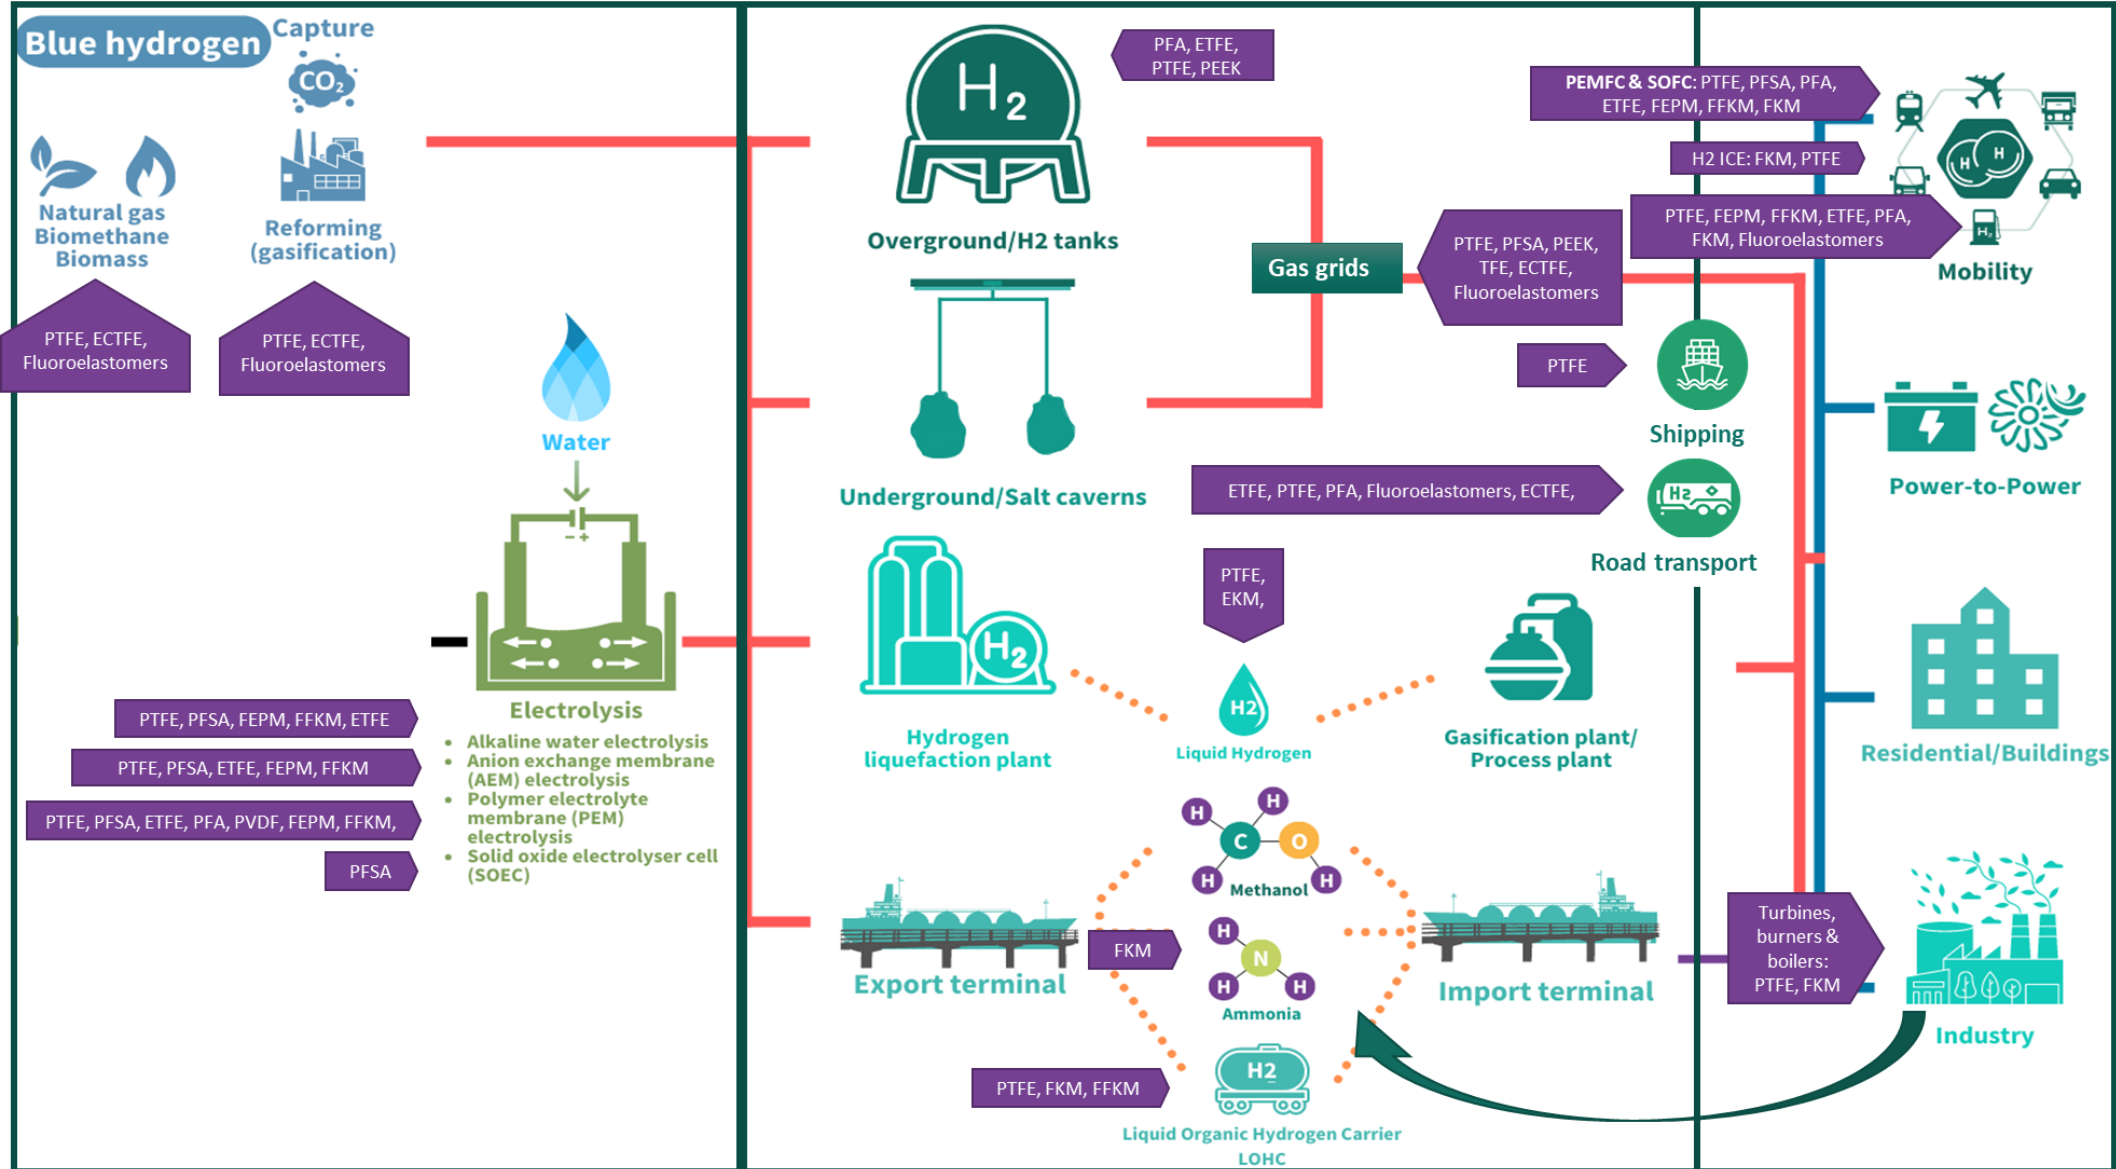 Blue hydrogen
Capture
CO2
Natural gas
Biomethane
Biomass
Reforming
(gasification)
PTFE, ECTFE,
Fluoroelastomers
PTFE, ECTFE,
Fluoroelastomers
Water
- +
Electrolysis
• Alkaline water electrolysis
• Anion exchange membrane
(AEM) electrolysis
• Polymer electrolyte
membrane (PEM)
electrolysis
• Solid oxide electrolyser cell
(SOEC)
PTFE, PFSA, FEPM, FFKM, ETFE
PTFE, PFSA, ETFE, FEPM, FFKM
PTFE, PFSA, ETFE, PFA, PVDF, FEPM, FFKM,
PFSA
H2
Overground/H2 tanks
PFA, ETFE,
PTFE, PEEK
Underground/Salt caverns
Gas grids
PTFE, PFSA, PEEK,
TFE, ECTFE,
Fluoroelastomers
PTFE
Shipping
ETFE, PTFE, PFA, Fluoroelastomers, ECTFE,
H2
Road transport
H2
Hydrogen
liquefaction plant
PTFE,
EKM,
H2
Liquid Hydrogen
Gasification plant/
Process plant
H
H
C
O
H
H
Methanol
Export terminal
FKM
H
N
H
H
Ammonia
Import terminal
PTFE, FKM, FFKM
H2
Liquid Organic Hydrogen Carrier
LOHC
PEMFC & SOFC: PTFE, PFSA, PFA,
ETFE, FEPM, FFKM, FKM
H2 ICE: FKM, PTFE
PTFE, FEPM, FFKM, ETFE, PFA,
FKM, Fluoroelastomers
H
H
H2
Mobility
Power-to-Power
Residential/Buildings
Turbines,
burners &
boilers:
PTFE, FKM
Industry